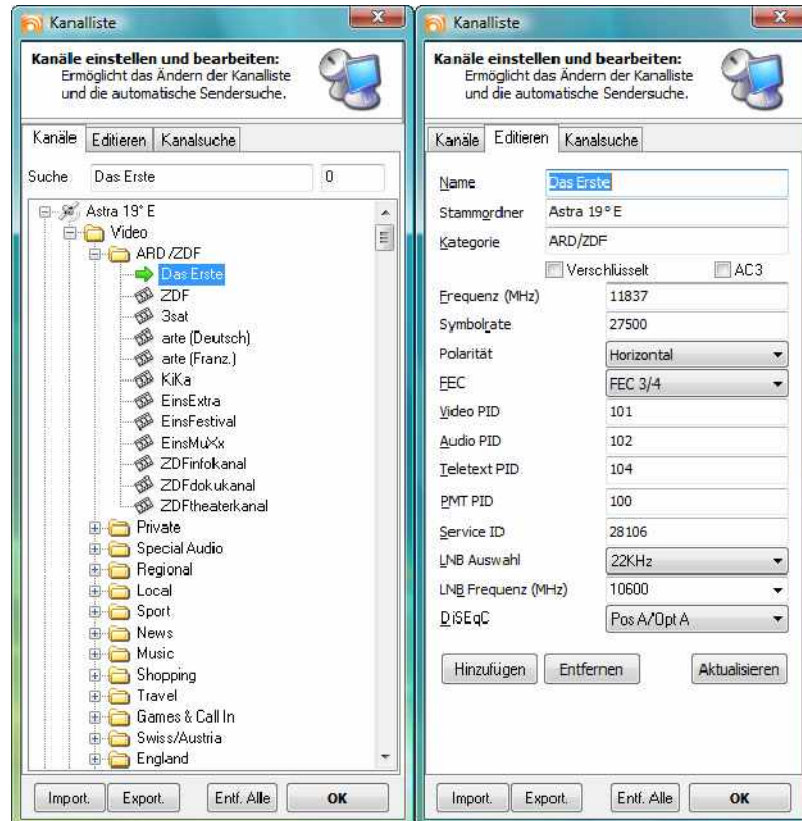 Kanalliste
Kanäle einstellen und bearbeiten:
Ermöglicht das Ändern der Kanalliste
und die automatische Sendersuche.
Kanäle Editieren Kanalsuche
Suche Das Erste 0
Astra 19° E
Video
ARD/ZDF
Das Erste
ZDF
3sat
arte (Deutsch)
arte (Franz.)
KiKa
EinsExtra
EinsFestival
EinsMuXx
ZDFinfokanal
ZDFdokukanal
ZDFtheaterkanal
Private
Special Audio
Regional
Local
Sport
News
Music
Shopping
Travel
Games & Call In
Swiss/Austria
England
Import. Export. Entf. Alle OK
Kanalliste
Kanäle einstellen und bearbeiten:
Ermöglicht das Ändern der Kanalliste
und die automatische Sendersuche.
Kanäle Editieren Kanalsuche
Name Das Erste
Stammordner Astra 19° E
Kategorie ARD/ZDF
Verschlüsselt AC3
Frequenz (MHz) 11837
Symbolrate 27500
Polarität Horizontal
FEC FEC 3/4
Video PID 101
Audio PID 102
Teletext PID 104
PMT PID 100
Service ID 28106
LNB Auswahl 22KHz
LNB Frequenz (MHz) 10600
DiSEqC Pos A/Opt A
Hinzufügen Entfernen Aktualisieren
Import. Export. Entf. Alle OK